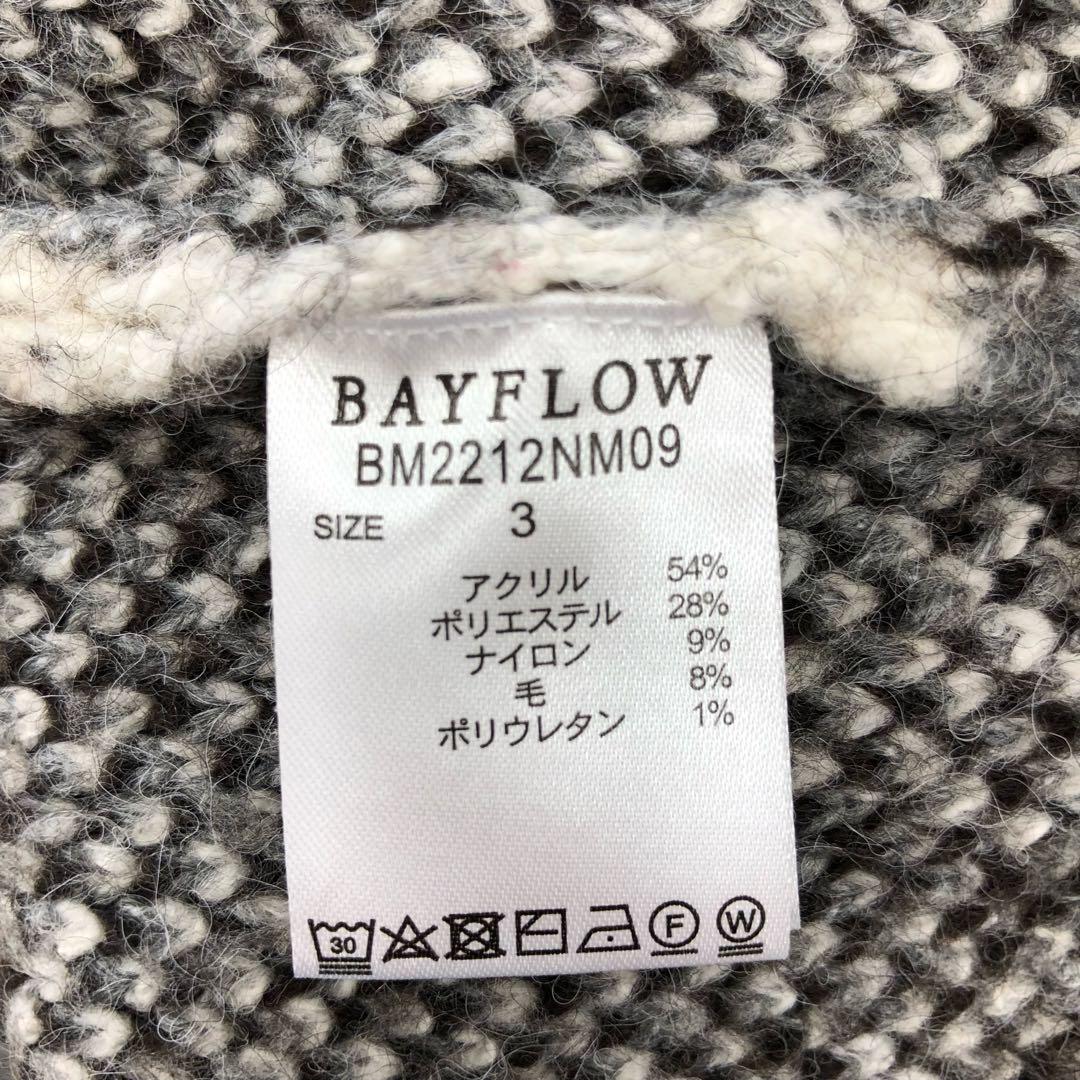 BAYFLOW
BM2212NM09
SIZE 3
アクリル 54%
ポリエステル 28%
ナイロン 9%
毛 8%
ポリウレタン 1%
30 F W